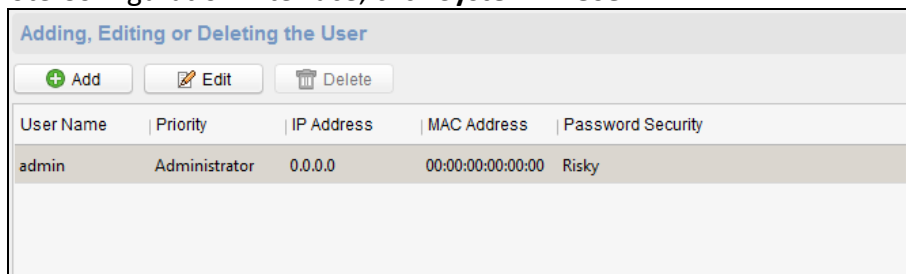 Adding, Editing or Deleting the User
Add Edit Delete
User Name Priority IP Address MAC Address Password Security
admin Administrator 0.0.0.0 00:00:00:00:00:00 Risky